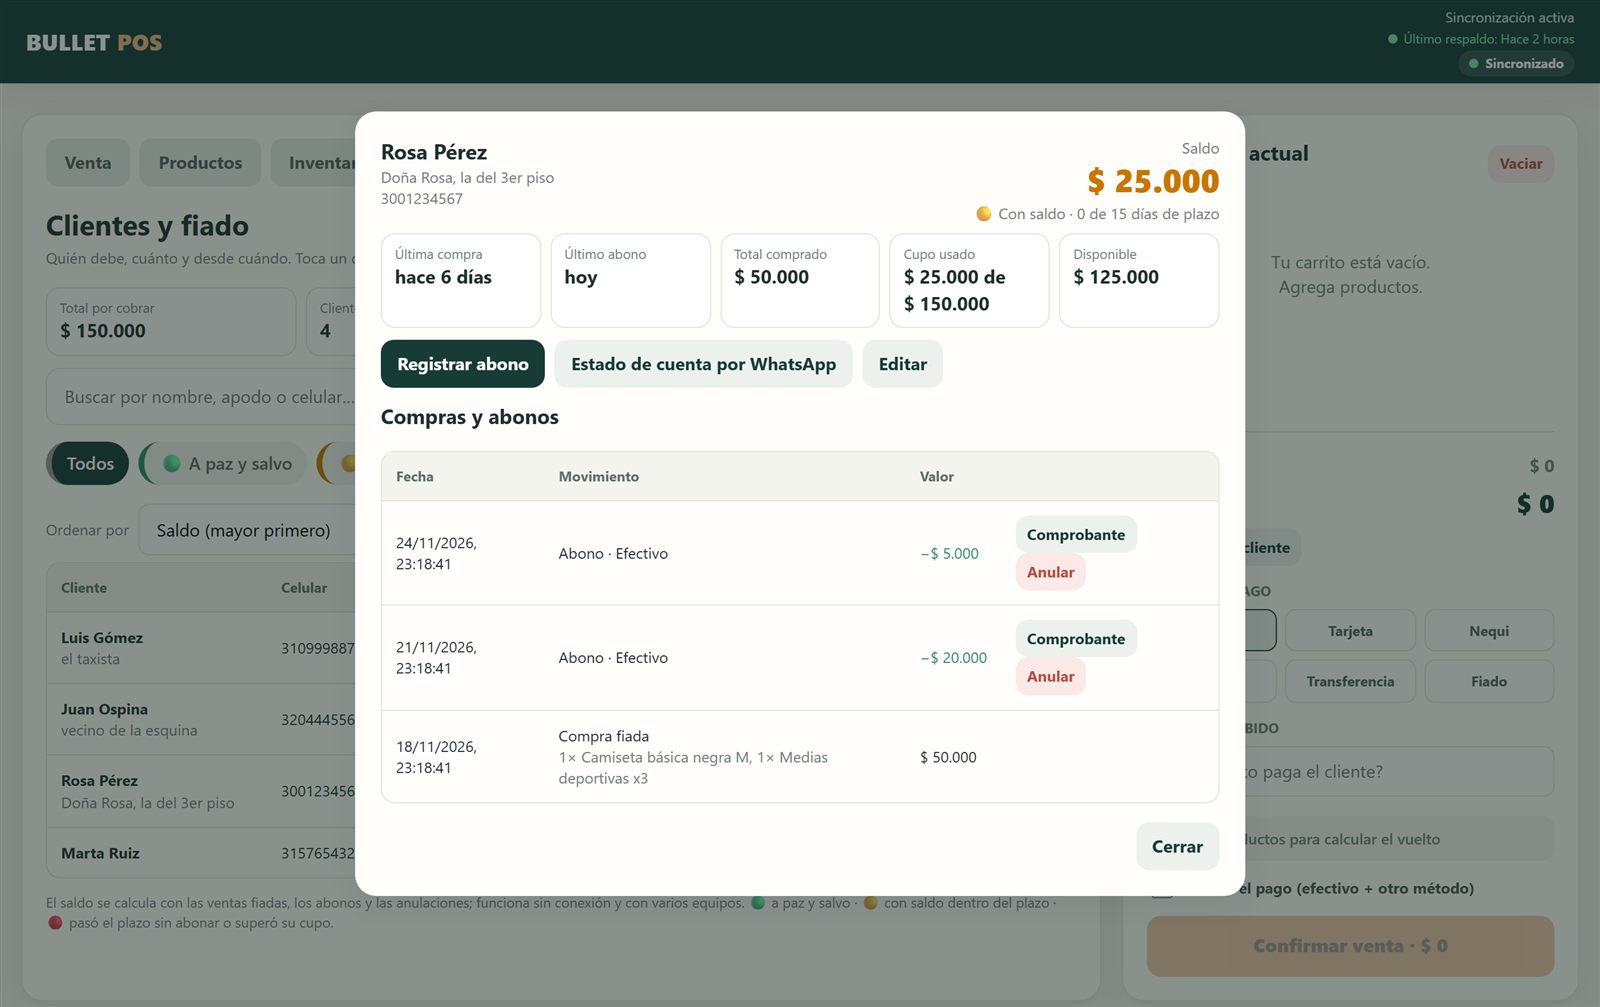 BULLET POS
Sincronización activa
Último respaldo: Hace 2 horas
Sincronizado
Venta
Productos
Inventar
Clientes y fiado
Quién debe, cuánto y desde cuándo. Toca un c
Total por cobrar
$ 150.000
Client
4
Buscar por nombre, apodo o celular...
Todos
A paz y salvo
Ordenar por
Saldo (mayor primero)
Cliente
Celular
Luis Gómez
el taxista
310999887
Juan Ospina
vecino de la esquina
320444556
Rosa Pérez
Doña Rosa, la del 3er piso
300123456
Marta Ruiz
315765432
El saldo se calcula con las ventas fiadas, los abonos y las anulaciones; funciona sin conexión y con varios equipos. a paz y salvo · con saldo dentro del plazo ·
pasó el plazo sin abonar o superó su cupo.
Rosa Pérez
Doña Rosa, la del 3er piso
3001234567
Saldo
$ 25.000
Con saldo · 0 de 15 días de plazo
Última compra
hace 6 días
Último abono
hoy
Total comprado
$ 50.000
Cupo usado
$ 25.000 de
$ 150.000
Disponible
$ 125.000
Registrar abono
Estado de cuenta por WhatsApp
Editar
Compras y abonos
Fecha
Movimiento
Valor
24/11/2026,
23:18:41
Abono · Efectivo
−$ 5.000
Comprobante
Anular
21/11/2026,
23:18:41
Abono · Efectivo
−$ 20.000
Comprobante
Anular
18/11/2026,
23:18:41
Compra fiada
1× Camiseta básica negra M, 1× Medias
deportivas x3
$ 50.000
Cerrar
actual
Vaciar
Tu carrito está vacío.
Agrega productos.
$ 0
$ 0
cliente
AGO
Tarjeta
Nequi
Transferencia
Fiado
BIDO
to paga el cliente?
ductos para calcular el vuelto
el pago (efectivo + otro método)
Confirmar venta · $ 0